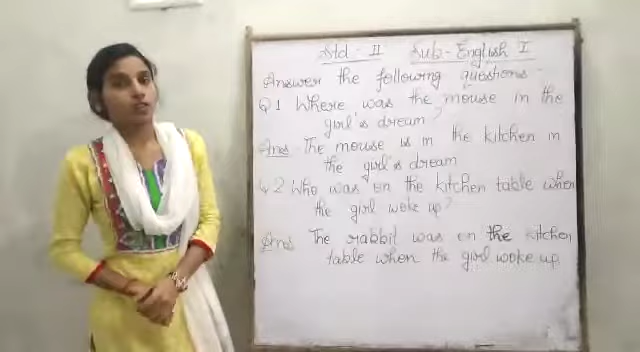 Std - II Sub - English I
Answer the following questions -
Q 1 Where was the mouse in the
girl's dream?
Ans The mouse is in the kitchen in
the girl's dream
Q 2 Who was on the kitchen table when
the girl woke up?
Ans The rabbit was on the kitchen
table when the girl woke up